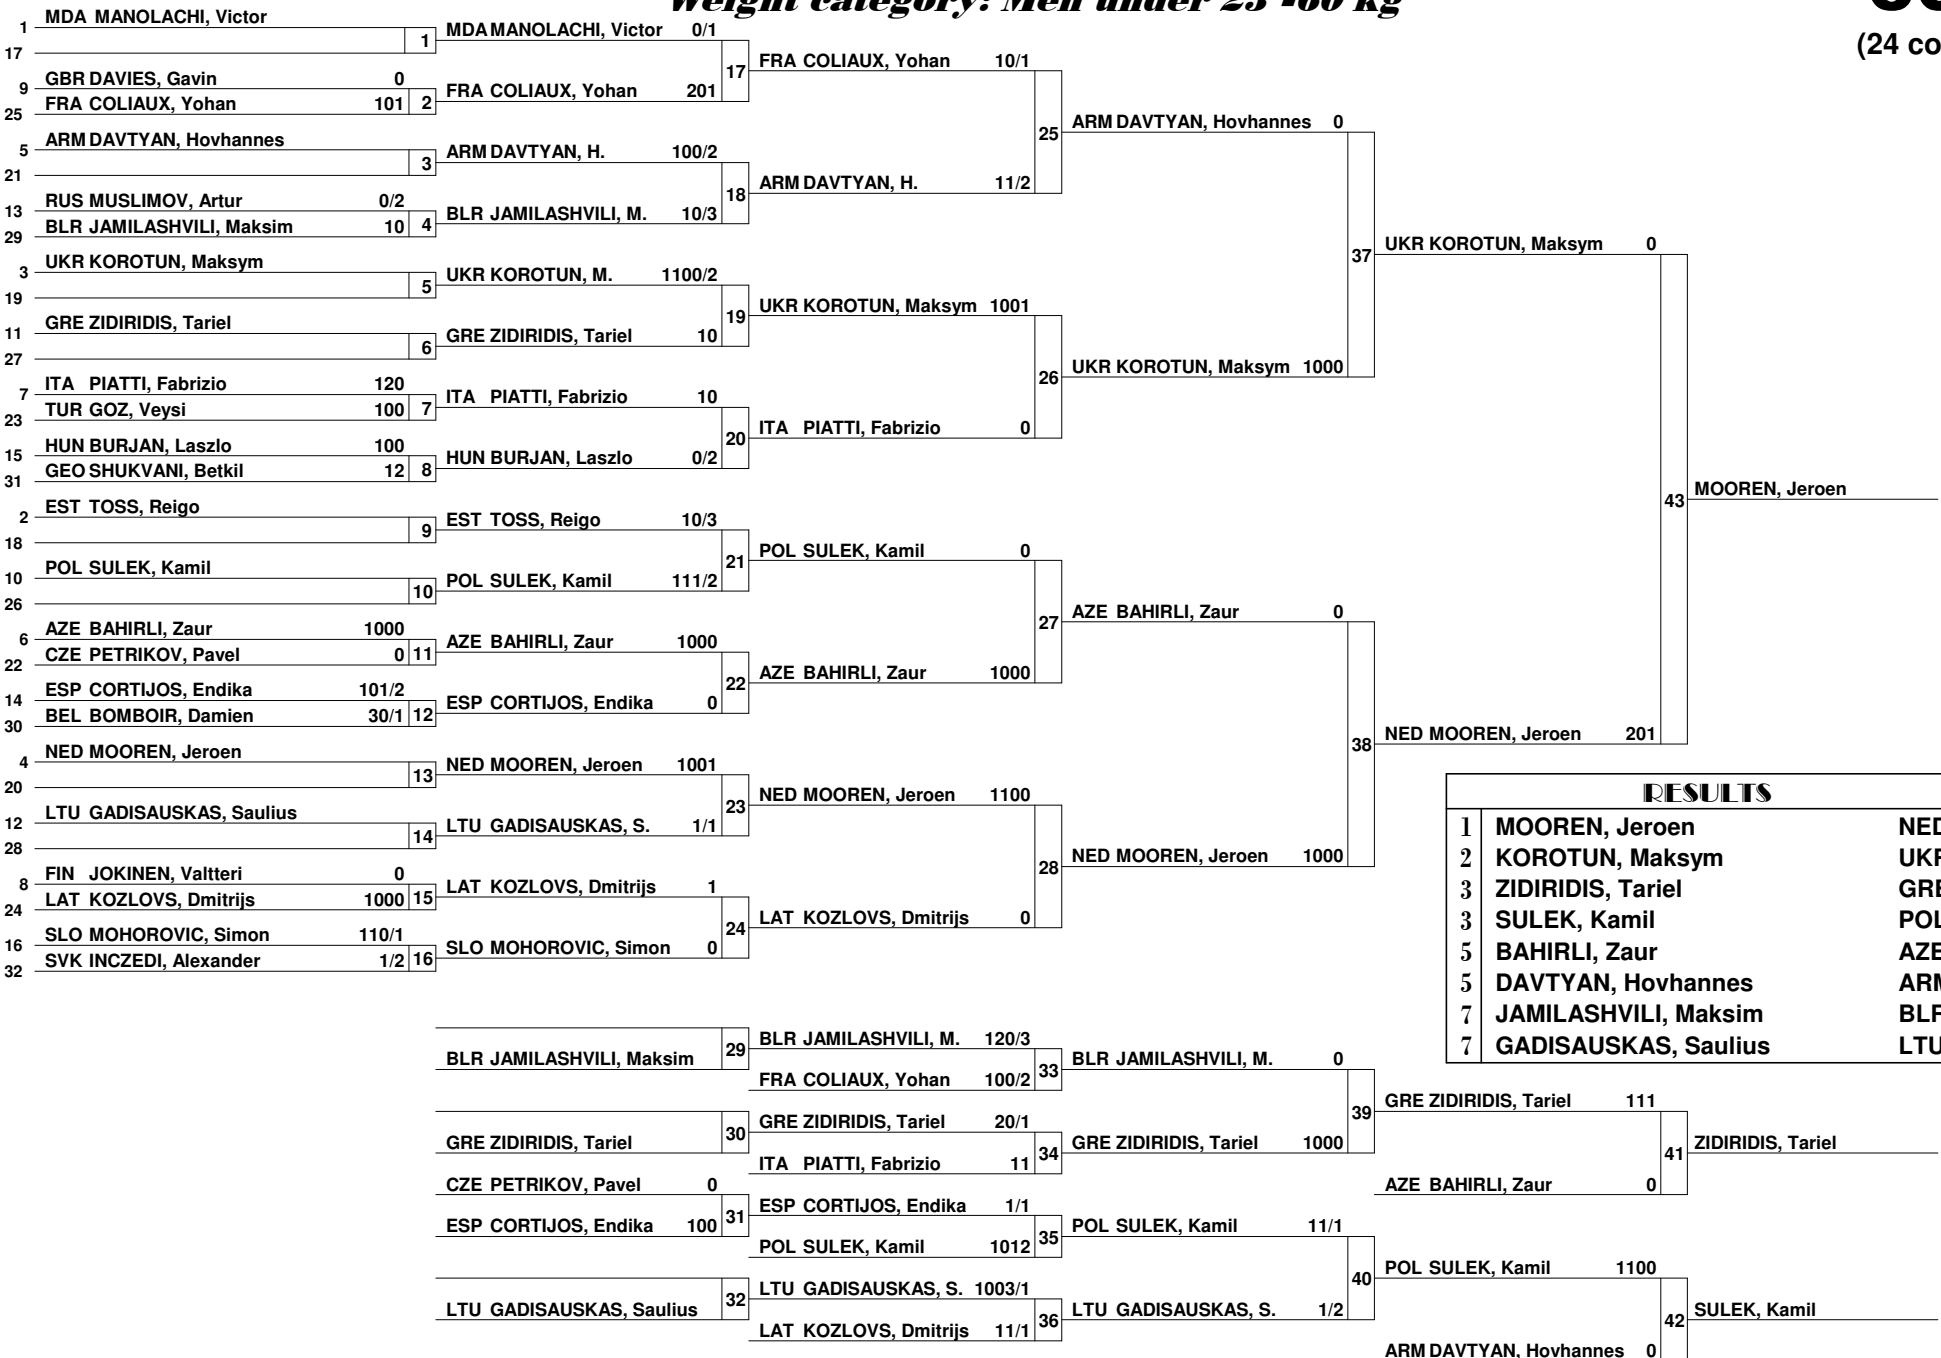 Weight category: Men under 23 -60 kg
(24 co
1 MDA MANOLACHI, Victor
17
1
9 GBR DAVIES, Gavin 0
25 FRA COLIAUX, Yohan 101
2
5 ARM DAVTYAN, Hovhannes
21
3
13 RUS MUSLIMOV, Artur 0/2
29 BLR JAMILASHVILI, Maksim 10
4
3 UKR KOROTUN, Maksym
19
5
11 GRE ZIDIRIDIS, Tariel
27
6
7 ITA PIATTI, Fabrizio 120
23 TUR GOZ, Veysi 100
7
15 HUN BURJAN, Laszlo 100
31 GEO SHUKVANI, Betkil 12
8
2 EST TOSS, Reigo
18
9
10 POL SULEK, Kamil
26
10
6 AZE BAHIRLI, Zaur 1000
22 CZE PETRIKOV, Pavel 0
11
14 ESP CORTIJOS, Endika 101/2
30 BEL BOMBOIR, Damien 30/1
12
4 NED MOOREN, Jeroen
20
13
12 LTU GADISAUSKAS, Saulius
28
14
8 FIN JOKINEN, Valtteri 0
24 LAT KOZLOVS, Dmitrijs 1000
15
16 SLO MOHOROVIC, Simon 110/1
32 SVK INCZEDI, Alexander 1/2
16
MDA MANOLACHI, Victor 0/1
17
FRA COLIAUX, Yohan 201
ARM DAVTYAN, H. 100/2
18
BLR JAMILASHVILI, M. 10/3
UKR KOROTUN, M. 1100/2
19
GRE ZIDIRIDIS, Tariel 10
ITA PIATTI, Fabrizio 10
20
HUN BURJAN, Laszlo 0/2
EST TOSS, Reigo 10/3
21
POL SULEK, Kamil 111/2
AZE BAHIRLI, Zaur 1000
22
ESP CORTIJOS, Endika 0
NED MOOREN, Jeroen 1001
23
LTU GADISAUSKAS, S. 1/1
LAT KOZLOVS, Dmitrijs 1
24
SLO MOHOROVIC, Simon 0
FRA COLIAUX, Yohan 10/1
25
ARM DAVTYAN, H. 11/2
UKR KOROTUN, Maksym 1001
26
ITA PIATTI, Fabrizio 0
POL SULEK, Kamil 0
27
AZE BAHIRLI, Zaur 1000
NED MOOREN, Jeroen 1100
28
LAT KOZLOVS, Dmitrijs 0
ARM DAVTYAN, Hovhannes 0
37
UKR KOROTUN, Maksym 1000
AZE BAHIRLI, Zaur 0
38
NED MOOREN, Jeroen 1000
UKR KOROTUN, Maksym 0
43
NED MOOREN, Jeroen 201
MOOREN, Jeroen
RESULTS
1 MOOREN, Jeroen NED
2 KOROTUN, Maksym UKR
3 ZIDIRIDIS, Tariel GRE
3 SULEK, Kamil POL
5 BAHIRLI, Zaur AZE
5 DAVTYAN, Hovhannes ARM
7 JAMILASHVILI, Maksim BLR
7 GADISAUSKAS, Saulius LTU
BLR JAMILASHVILI, Maksim
29
GRE ZIDIRIDIS, Tariel
30
CZE PETRIKOV, Pavel 0
31
ESP CORTIJOS, Endika 100
LTU GADISAUSKAS, Saulius
32
BLR JAMILASHVILI, M. 120/3
33
FRA COLIAUX, Yohan 100/2
GRE ZIDIRIDIS, Tariel 20/1
34
ITA PIATTI, Fabrizio 11
ESP CORTIJOS, Endika 1/1
35
POL SULEK, Kamil 1012
LTU GADISAUSKAS, S. 1003/1
36
LAT KOZLOVS, Dmitrijs 11/1
BLR JAMILASHVILI, M. 0
39
GRE ZIDIRIDIS, Tariel 1000
POL SULEK, Kamil 11/1
40
LTU GADISAUSKAS, S. 1/2
GRE ZIDIRIDIS, Tariel 111
41
AZE BAHIRLI, Zaur 0
POL SULEK, Kamil 1100
42
ARM DAVTYAN, Hovhannes 0
ZIDIRIDIS, Tariel
SULEK, Kamil